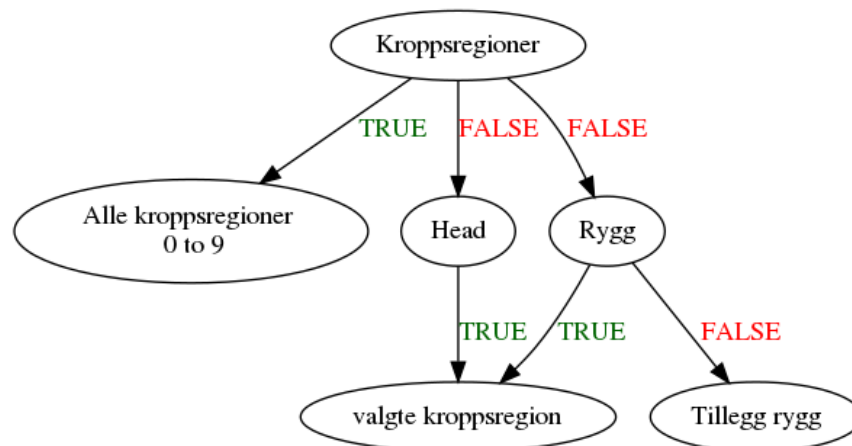 Kroppsregioner
TRUE
FALSE
FALSE
Alle kroppsregioner
0 to 9
Head
Rygg
TRUE
TRUE
FALSE
valgte kroppsregion
Tillegg rygg